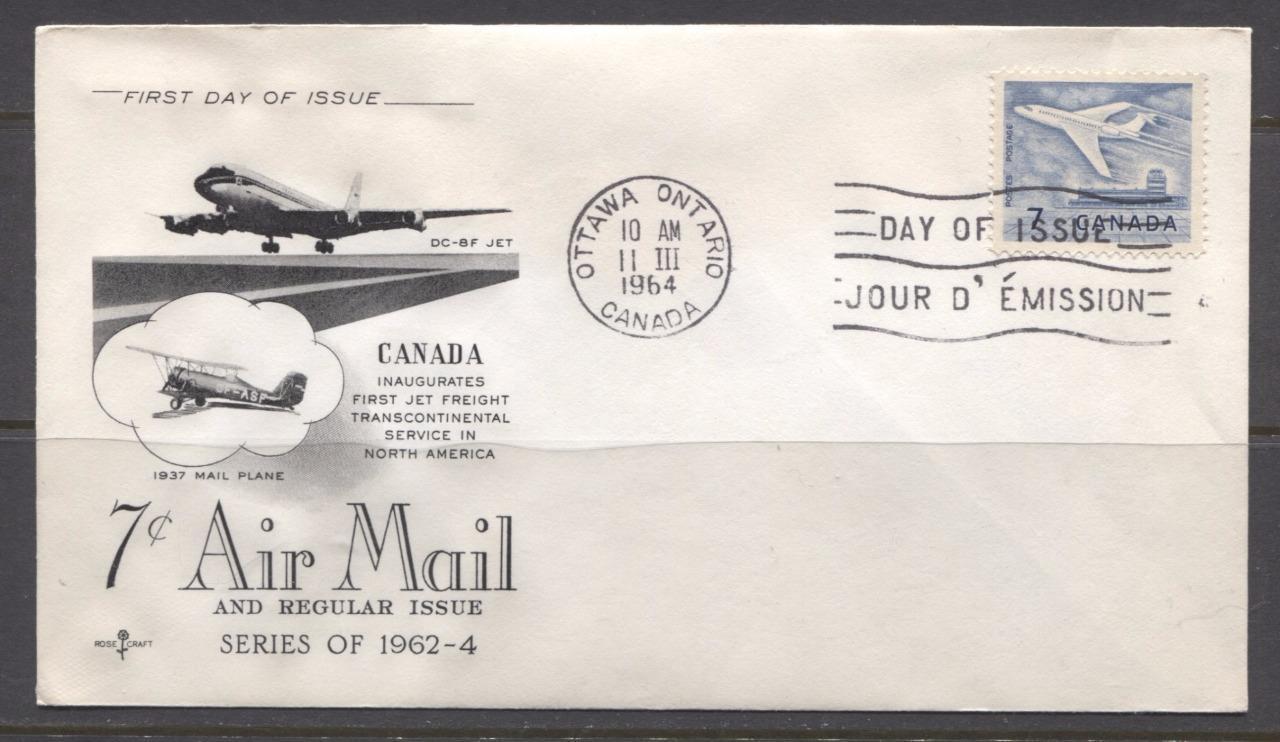 FIRST DAY OF ISSUE
DC-8F JET
CANADA
INAUGURATES
FIRST JET FREIGHT
TRANSCONTINENTAL
SERVICE IN
NORTH AMERICA
CF-ASF
1937 MAIL PLANE
7¢ Air Mail
AND REGULAR ISSUE
SERIES OF 1962-4
ROSE CRAFT
OTTAWA ONTARIO
10 AM
11 III
1964
CANADA
POSTES POSTAGE
7 CANADA
DAY OF ISSUE
JOUR D' ÉMISSION